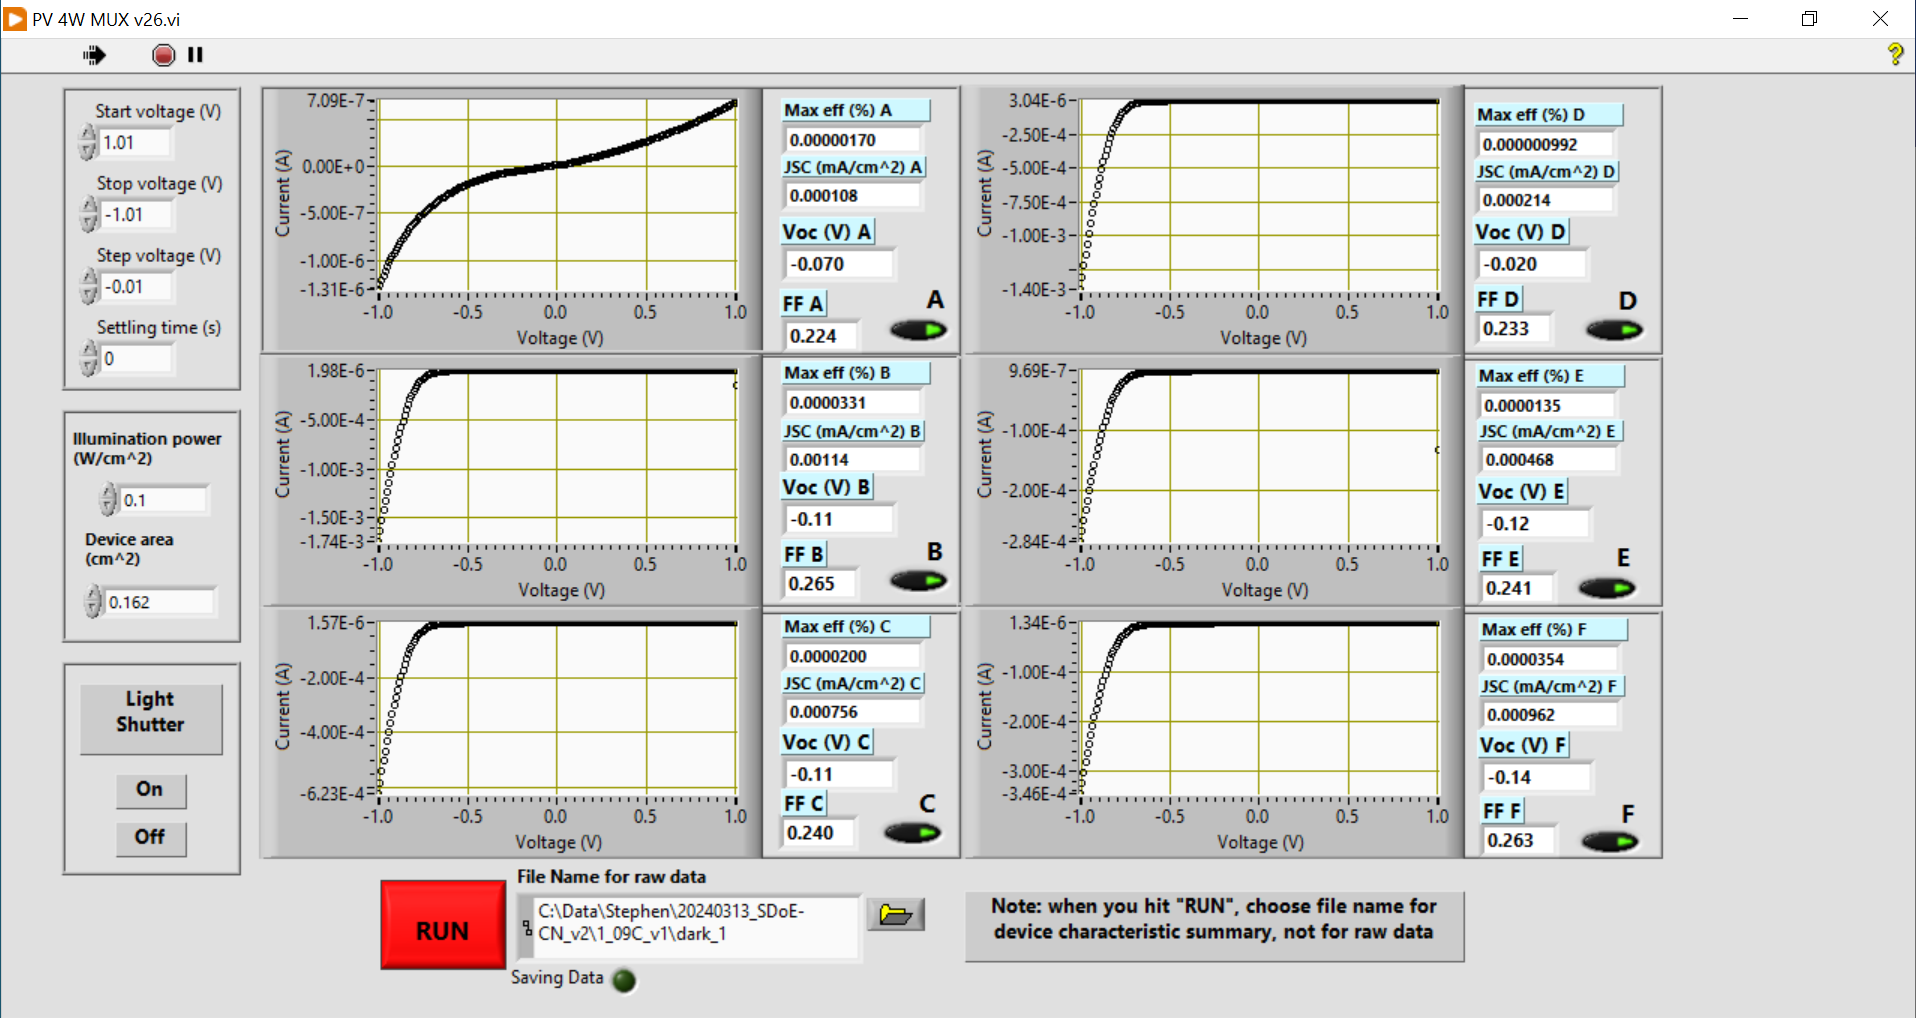 PV 4W MUX v26.vi
?
Start voltage (V)
1.01
Stop voltage (V)
-1.01
Step voltage (V)
-0.01
Settling time (s)
0
Illumination power
(W/cm^2)
0.1
Device area
(cm^2)
0.162
Light
Shutter
On
Off
Current (A)
7.09E-7
0.00E+0
-5.00E-7
-1.00E-6
-1.31E-6
-1.0
-0.5
0.0
0.5
1.0
Voltage (V)
Max eff (%) A
0.00000170
JSC (mA/cm^2) A
0.000108
Voc (V) A
-0.070
FF A
0.224
A
Current (A)
3.04E-6
-2.50E-4
-5.00E-4
-7.50E-4
-1.00E-3
-1.40E-3
-1.0
-0.5
0.0
0.5
1.0
Voltage (V)
Max eff (%) D
0.000000992
JSC (mA/cm^2) D
0.000214
Voc (V) D
-0.020
FF D
0.233
D
Current (A)
1.98E-6
-5.00E-4
-1.00E-3
-1.50E-3
-1.74E-3
-1.0
-0.5
0.0
0.5
1.0
Voltage (V)
Max eff (%) B
0.0000331
JSC (mA/cm^2) B
0.00114
Voc (V) B
-0.11
FF B
0.265
B
Current (A)
9.69E-7
-1.00E-4
-2.00E-4
-2.84E-4
-1.0
-0.5
0.0
0.5
1.0
Voltage (V)
Max eff (%) E
0.0000135
JSC (mA/cm^2) E
0.000468
Voc (V) E
-0.12
FF E
0.241
E
Current (A)
1.57E-6
-2.00E-4
-4.00E-4
-6.23E-4
-1.0
-0.5
0.0
0.5
1.0
Voltage (V)
Max eff (%) C
0.0000200
JSC (mA/cm^2) C
0.000756
Voc (V) C
-0.11
FF C
0.240
C
Current (A)
1.34E-6
-1.00E-4
-2.00E-4
-3.00E-4
-3.46E-4
-1.0
-0.5
0.0
0.5
1.0
Voltage (V)
Max eff (%) F
0.0000354
JSC (mA/cm^2) F
0.000962
Voc (V) F
-0.14
FF F
0.263
F
RUN
File Name for raw data
C:\Data\Stephen\20240313_SDoE-
CN_v2\1_09C_v1\dark_1
Saving Data
Note: when you hit "RUN", choose file name for
device characteristic summary, not for raw data